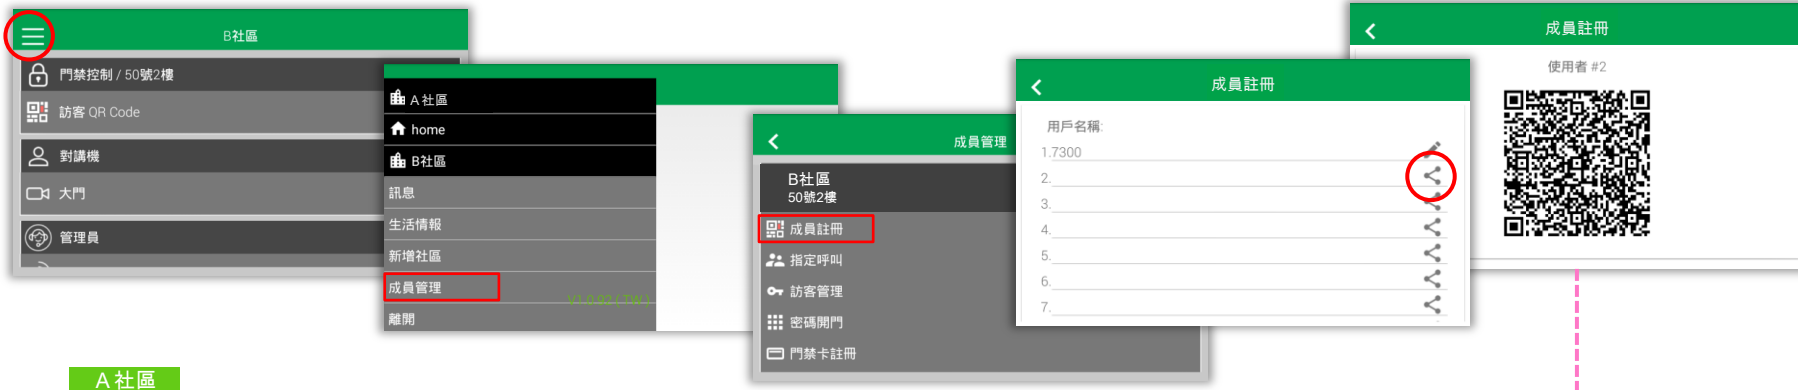 B社區
門禁控制 / 50號2樓
訪客 QR Code
對講機
大門
管理員
A 社區
home
B社區
訊息
生活情報
新增社區
成員管理
V1.0.92 ( TW )
離開
成員管理
B社區
50號2樓
成員註冊
指定呼叫
訪客管理
密碼開門
門禁卡註冊
成員註冊
用戶名稱:
1.7300
2.
3.
4.
5.
6.
7.
成員註冊
使用者 #2
A 社區